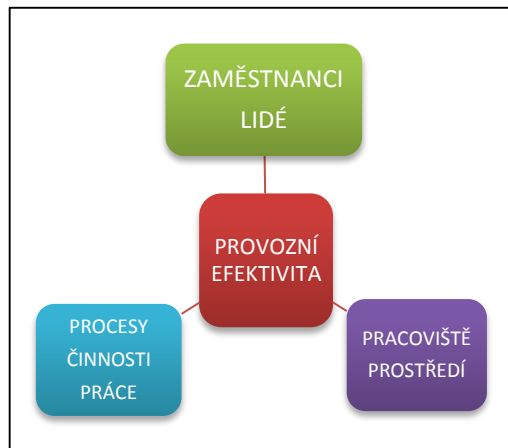 ZAMĚSTNANCI
LIDÉ
PROVOZNÍ
EFEKTIVITA
PROCESY
ČINNOSTI
PRÁCE
PRACOVIŠTĚ
PROSTŘEDÍ